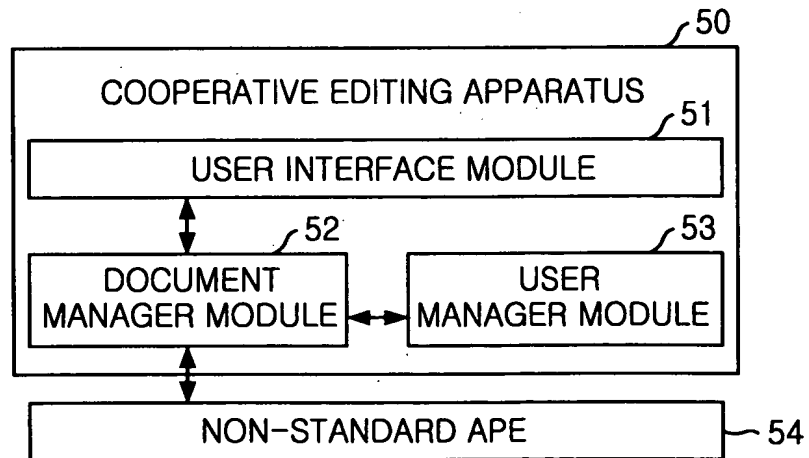 50
COOPERATIVE EDITING APPARATUS
51
USER INTERFACE MODULE
52
53
DOCUMENT
MANAGER MODULE
USER
MANAGER MODULE
NON-STANDARD APE
54